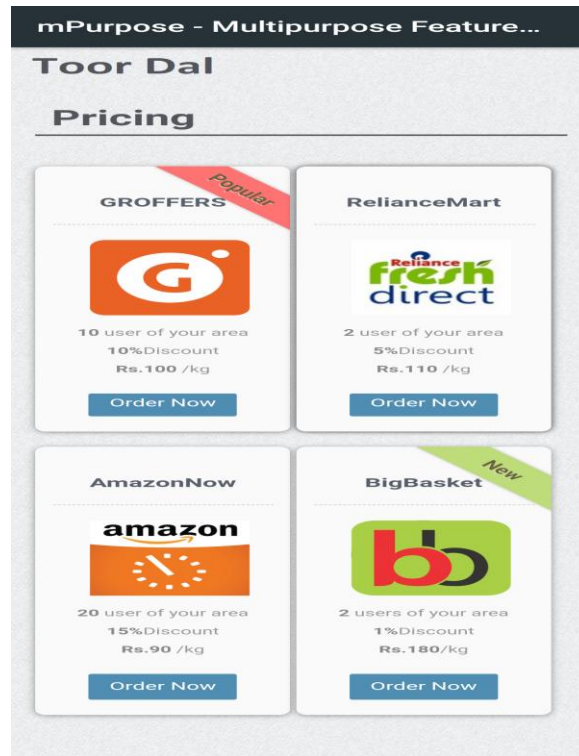 mPurpose - Multipurpose Feature...
Toor Dal
Pricing
Popular
GROFFERS
G
10 user of your area
10%Discount
Rs.100 /kg
Order Now
RelianceMart
Reliance
fresh
direct
2 user of your area
5%Discount
Rs.110 /kg
Order Now
AmazonNow
amazon
20 user of your area
15%Discount
Rs.90 /kg
Order Now
New
BigBasket
bb
2 users of your area
1%Discount
Rs.180/kg
Order Now